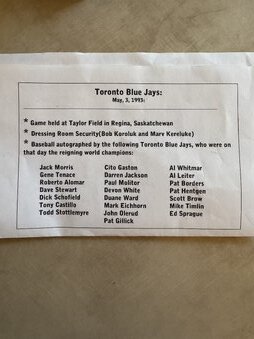 Toronto Blue Jays:
May, 3, 1993:
* Game held at Taylor Field in Regina, Saskatchewan
* Dressing Room Security(Bob Koroluk and Marv Kereluke)
* Baseball autographed by the following Toronto Blue Jays, who were on
that day the reigning world champions:
Jack Morris Cito Gaston Al Whitmar
Gene Tenace Darren Jackson Al Leiter
Roberto Alomar Paul Molitor Pat Borders
Dave Stewart Devon White Pat Hentgen
Dick Schofield Duane Ward Scott Brow
Tony Castillo Mark Eichhorn Mike Timlin
Todd Stottlemyre John Olerud Ed Sprague
Pat Gillick